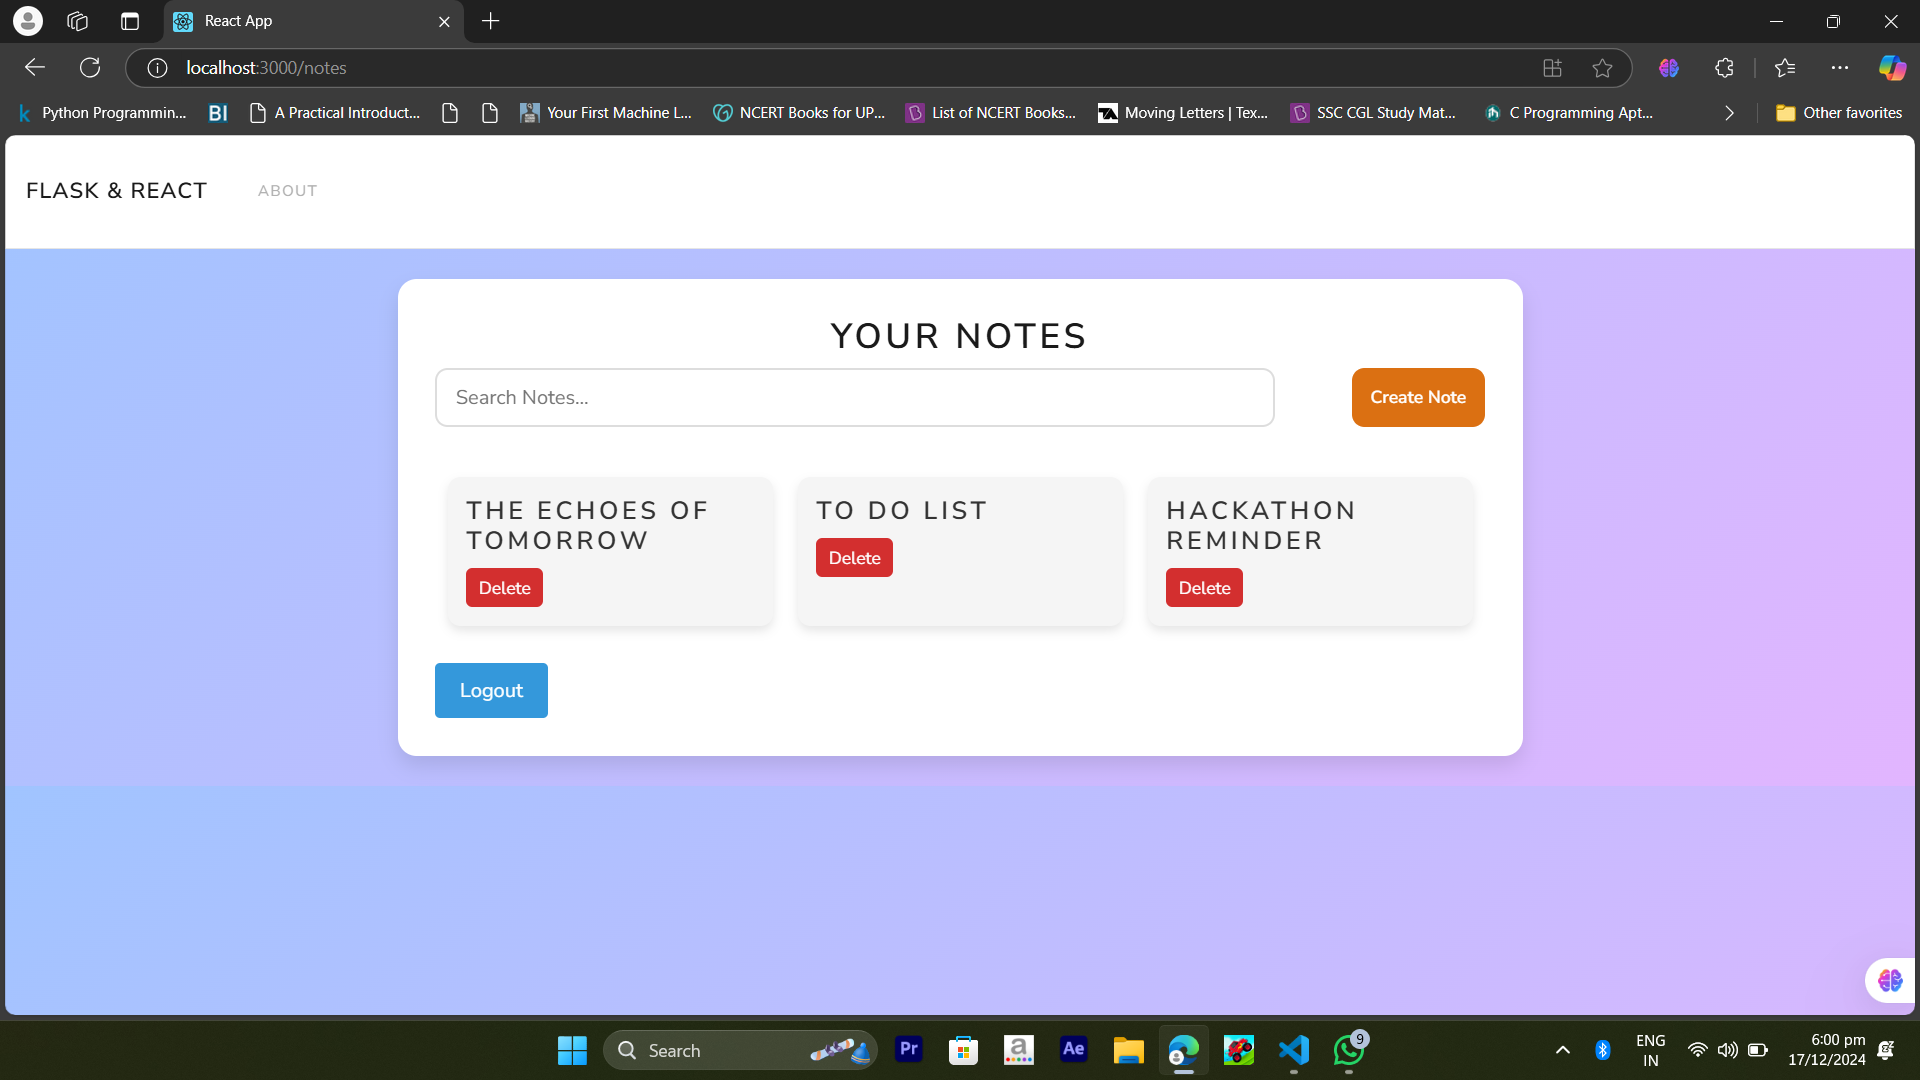 React App
localhost:3000/notes
Python Programmin... BI A Practical Introduct... Your First Machine L... NCERT Books for UP... List of NCERT Books... Moving Letters | Tex... SSC CGL Study Mat... C Programming Apt... Other favorites
FLASK & REACT ABOUT
YOUR NOTES
Search Notes... Create Note
THE ECHOES OF
TOMORROW
Delete
TO DO LIST
Delete
HACKATHON
REMINDER
Delete
Logout
Search Pr a Ae 9
ENG
IN
6:00 pm
17/12/2024